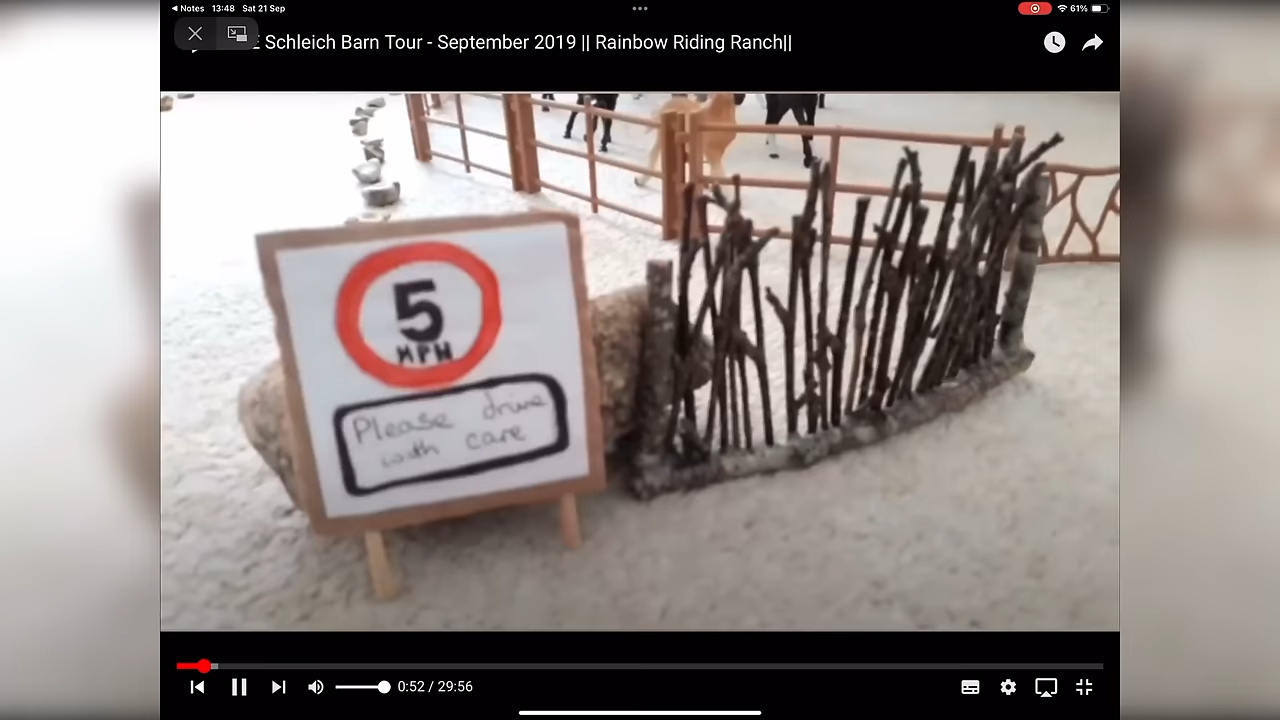 Notes 13:48 Sat 21 Sep
61%
Schleich Barn Tour - September 2019 || Rainbow Riding Ranch||
5
MPH
Please drive
with care
0:52 / 29:56